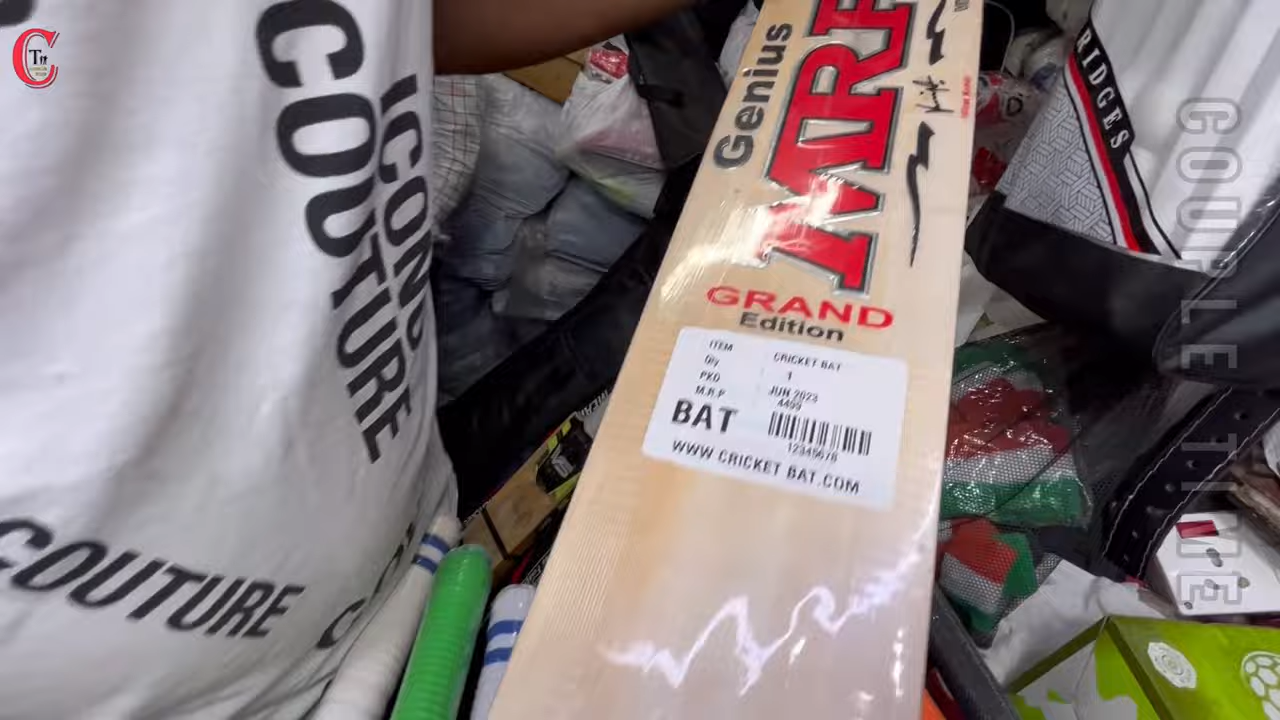 ICONIC
COUTURE
COUTURE
Genius
MRF
GRAND
Edition
ITEM CRICKET BAT
Qty 1
PKD JUN 2023
M.R.P 4499
BAT
12345678
WWW CRICKET BAT.COM
RIDGES
COUPLE TIME